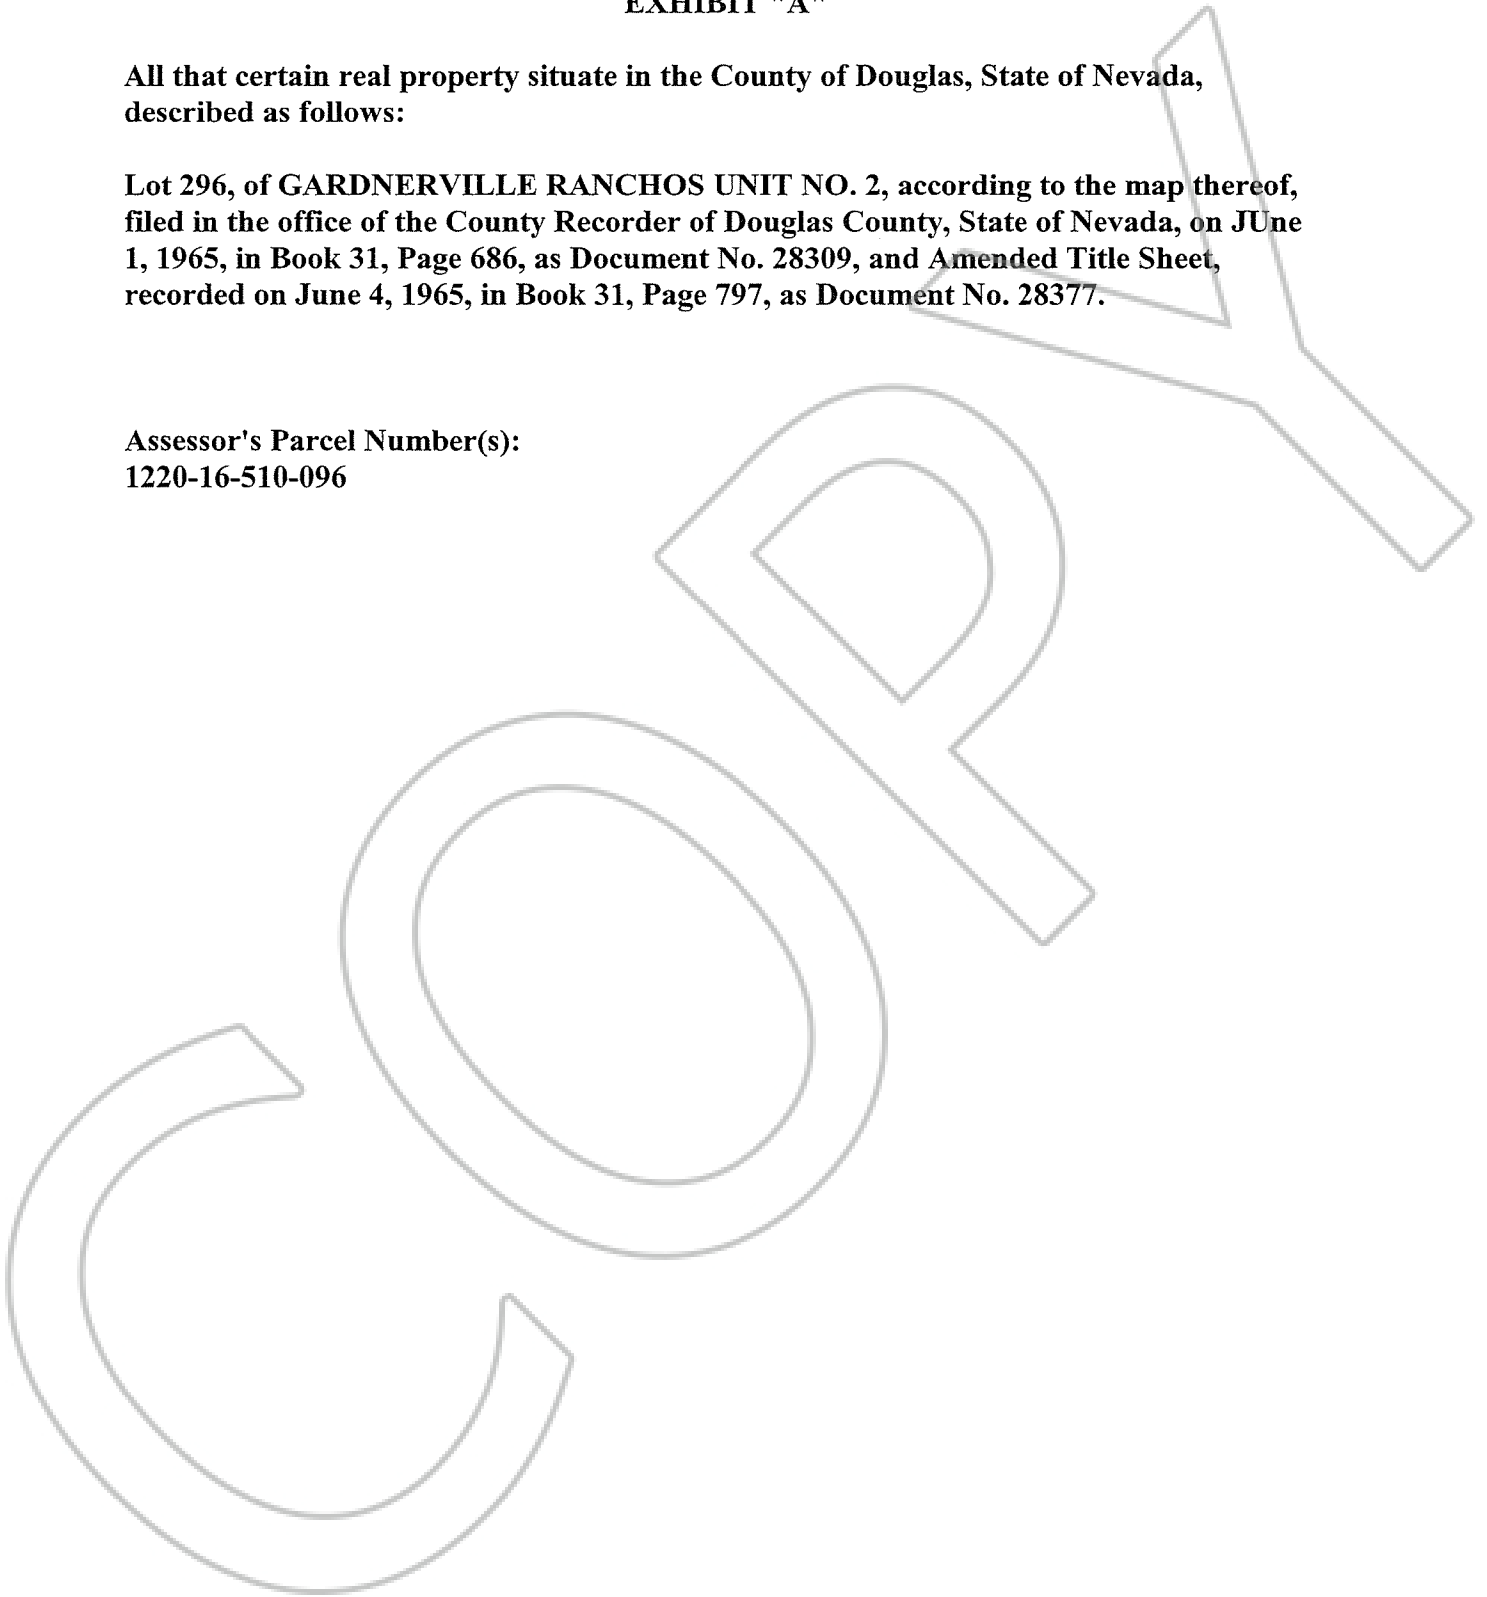 EXHIBIT "A"
All that certain real property situate in the County of Douglas, State of Nevada,
described as follows:
Lot 296, of GARDNERVILLE RANCHOS UNIT NO. 2, according to the map thereof,
filed in the office of the County Recorder of Douglas County, State of Nevada, on JUne
1, 1965, in Book 31, Page 686, as Document No. 28309, and Amended Title Sheet,
recorded on June 4, 1965, in Book 31, Page 797, as Document No. 28377.
Assessor's Parcel Number(s):
1220-16-510-096
COPY